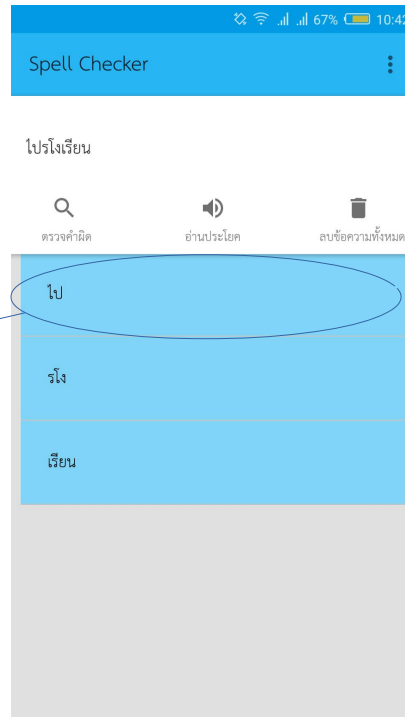 67% 10:42
Spell Checker
ไปรโงเรียน
ตรวจคำผิด อ่านประโยค ลบข้อความทั้งหมด
ไป
รโง
เรียน